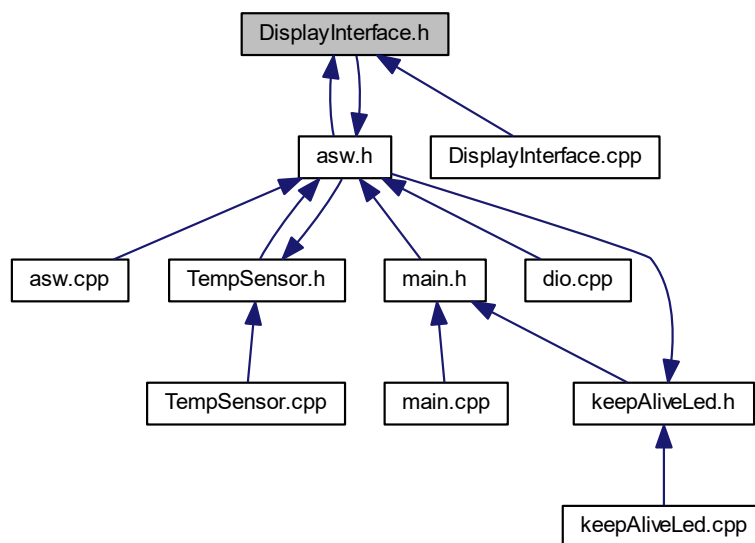 DisplayInterface.h
asw.h
DisplayInterface.cpp
asw.cpp
TempSensor.h
main.h
dio.cpp
TempSensor.cpp
main.cpp
keepAliveLed.h
keepAliveLed.cpp